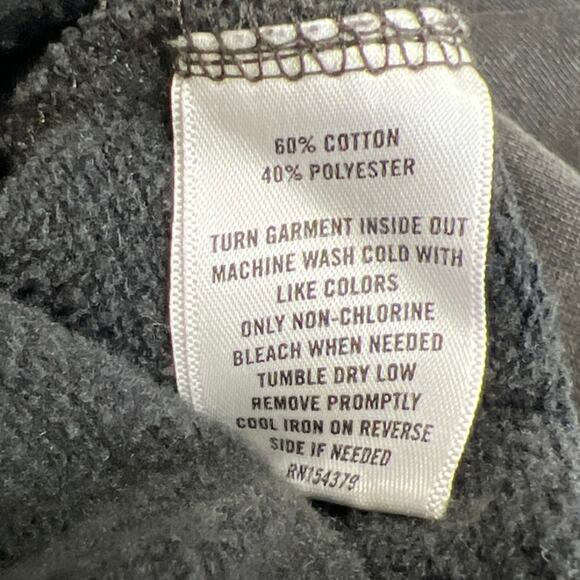 60% COTTON
40% POLYESTER
TURN GARMENT INSIDE OUT
MACHINE WASH COLD WITH
LIKE COLORS
ONLY NON-CHLORINE
BLEACH WHEN NEEDED
TUMBLE DRY LOW
REMOVE PROMPTLY
COOL IRON ON REVERSE
SIDE IF NEEDED
RN154379